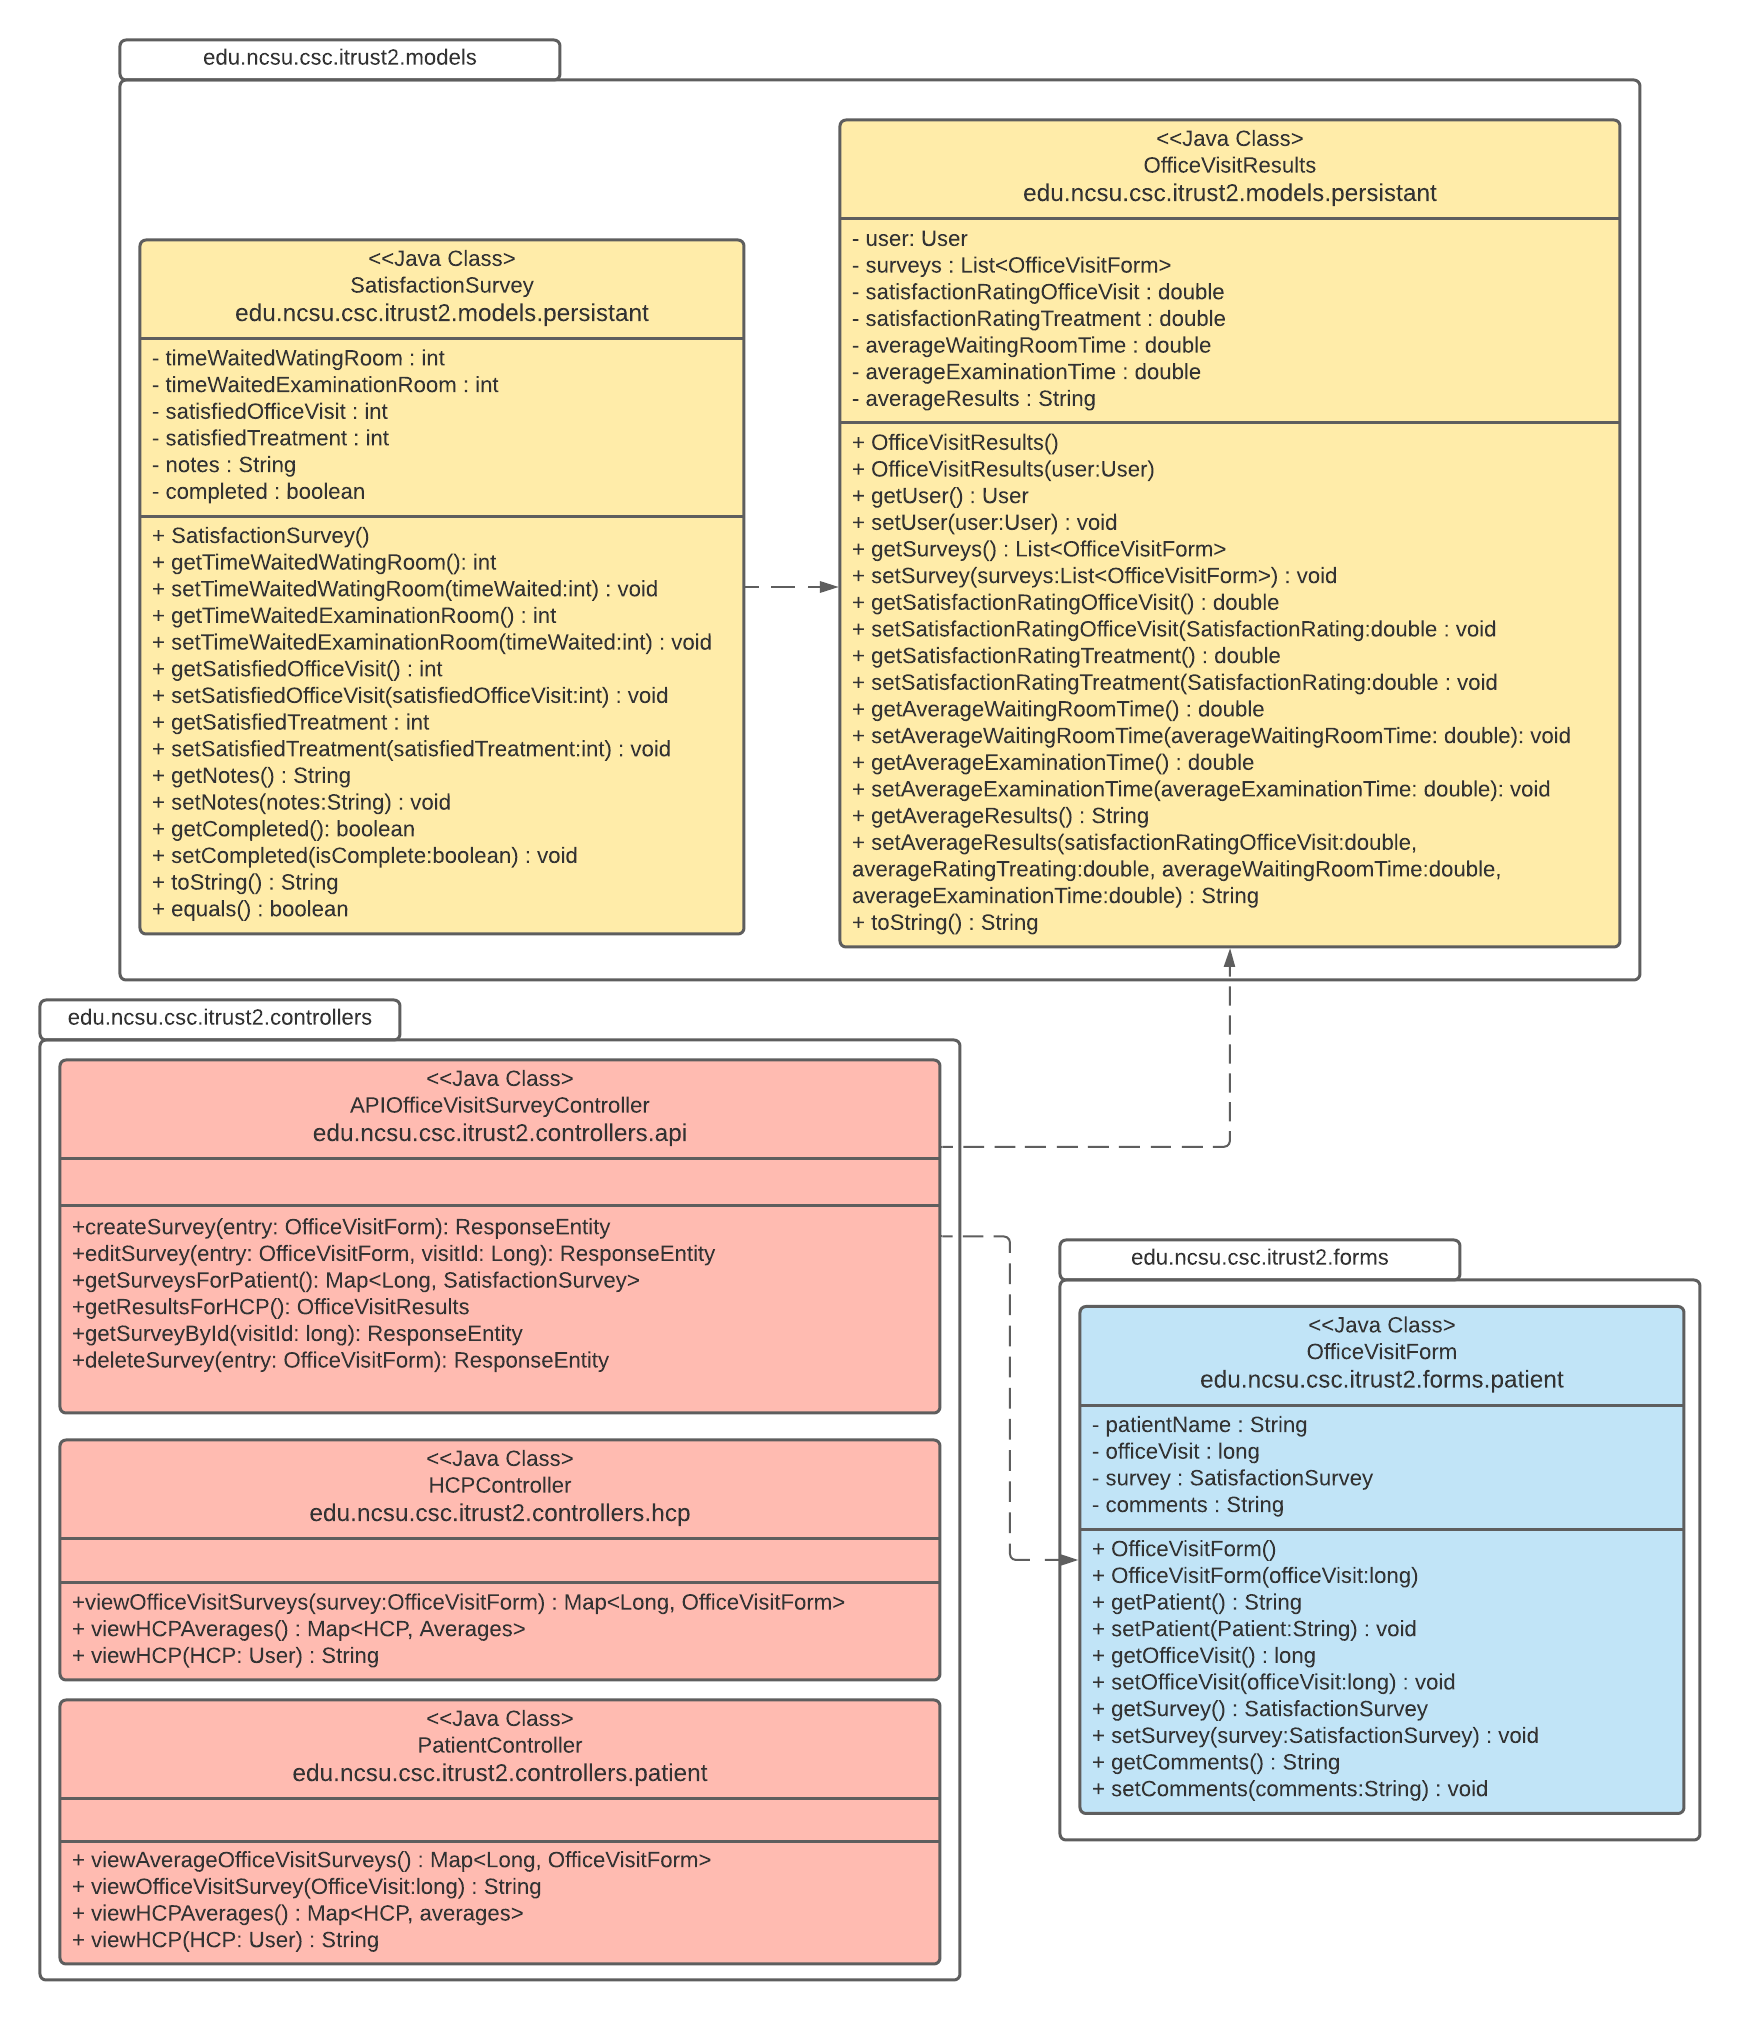 edu.ncsu.csc.itrust2.models
<<Java Class>
SatisfactionSurvey
edu.ncsu.csc.itrust2.models.persistant
- timeWaitedWatingRoom : int
- timeWaitedExaminationRoom : int
- satisfiedOfficeVisit : int
- satisfiedTreatment : int
- notes : String
- completed : boolean
+ SatisfactionSurvey()
+ getTimeWaitedWatingRoom(): int
+ setTimeWaitedWatingRoom(timeWaited:int) : void
+ getTimeWaitedExaminationRoom() : int
+ setTimeWaitedExaminationRoom(timeWaited:int) : void
+ getSatisfiedOfficeVisit() : int
+ setSatisfiedOfficeVisit(satisfiedOfficeVisit:int) : void
+ getSatisfiedTreatment : int
+ setSatisfiedTreatment(satisfiedTreatment:int) : void
+ getNotes() : String
+ setNotes(notes:String) : void
+ getCompleted(): boolean
+ setCompleted(isComplete:boolean) : void
+ toString() : String
+ equals() : boolean
<<Java Class>
OfficeVisitResults
edu.ncsu.csc.itrust2.models.persistant
- user: User
- surveys : List<OfficeVisitForm>
- satisfactionRatingOfficeVisit : double
- satisfactionRatingTreatment : double
- averageWaitingRoomTime : double
- averageExaminationTime : double
- averageResults : String
+ OfficeVisitResults()
+ OfficeVisitResults(user:User)
+ getUser() : User
+ setUser(user:User) : void
+ getSurveys() : List<OfficeVisitForm>
+ setSurvey(surveys:List<OfficeVisitForm>) : void
+ getSatisfactionRatingOfficeVisit() : double
+ setSatisfactionRatingOfficeVisit(SatisfactionRating:double : void
+ getSatisfactionRatingTreatment() : double
+ setSatisfactionRatingTreatment(SatisfactionRating:double : void
+ getAverageWaitingRoomTime() : double
+ setAverageWaitingRoomTime(averageWaitingRoomTime: double): void
+ getAverageExaminationTime() : double
+ setAverageExaminationTime(averageExaminationTime: double): void
+ getAverageResults() : String
+ setAverageResults(satisfactionRatingOfficeVisit:double,
averageRatingTreating:double, averageWaitingRoomTime:double,
averageExaminationTime:double) : String
+ toString() : String
edu.ncsu.csc.itrust2.controllers
<<Java Class>
APIOfficeVisitSurveyController
edu.ncsu.csc.itrust2.controllers.api
+createSurvey(entry: OfficeVisitForm): ResponseEntity
+editSurvey(entry: OfficeVisitForm, visitId: Long): ResponseEntity
+getSurveysForPatient(): Map<Long, SatisfactionSurvey>
+getResultsForHCP(): OfficeVisitResults
+getSurveyById(visitId: long): ResponseEntity
+deleteSurvey(entry: OfficeVisitForm): ResponseEntity
<<Java Class>
HCPController
edu.ncsu.csc.itrust2.controllers.hcp
+viewOfficeVisitSurveys(survey:OfficeVisitForm) : Map<Long, OfficeVisitForm>
+ viewHCPAverages() : Map<HCP, Averages>
+ viewHCP(HCP: User) : String
<<Java Class>
PatientController
edu.ncsu.csc.itrust2.controllers.patient
+ viewAverageOfficeVisitSurveys() : Map<Long, OfficeVisitForm>
+ viewOfficeVisitSurvey(OfficeVisit:long) : String
+ viewHCPAverages() : Map<HCP, averages>
+ viewHCP(HCP: User) : String
edu.ncsu.csc.itrust2.forms
<<Java Class>
OfficeVisitForm
edu.ncsu.csc.itrust2.forms.patient
- patientName : String
- officeVisit : long
- survey : SatisfactionSurvey
- comments : String
+ OfficeVisitForm()
+ OfficeVisitForm(officeVisit:long)
+ getPatient() : String
+ setPatient(Patient:String) : void
+ getOfficeVisit() : long
+ setOfficeVisit(officeVisit:long) : void
+ getSurvey() : SatisfactionSurvey
+ setSurvey(survey:SatisfactionSurvey) : void
+ getComments() : String
+ setComments(comments:String) : void